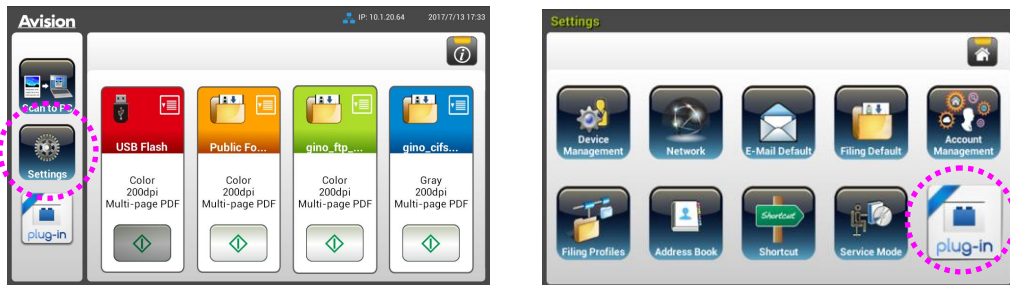 Avision
IP: 10.1.20.64 2017/7/13 17:33
Scan to PC
Settings
plug-in
USB Flash
Color
200dpi
Multi-page PDF
Public Fo...
Color
200dpi
Multi-page PDF
gino_ftp_...
Color
200dpi
Multi-page PDF
gino_cifs...
Gray
200dpi
Multi-page PDF
Settings
Device
Management
Network
E-Mail Default
Filing Default
Account
Management
Filing Profiles
Address Book
Shortcut
Shortcut
Service Mode
plug-in